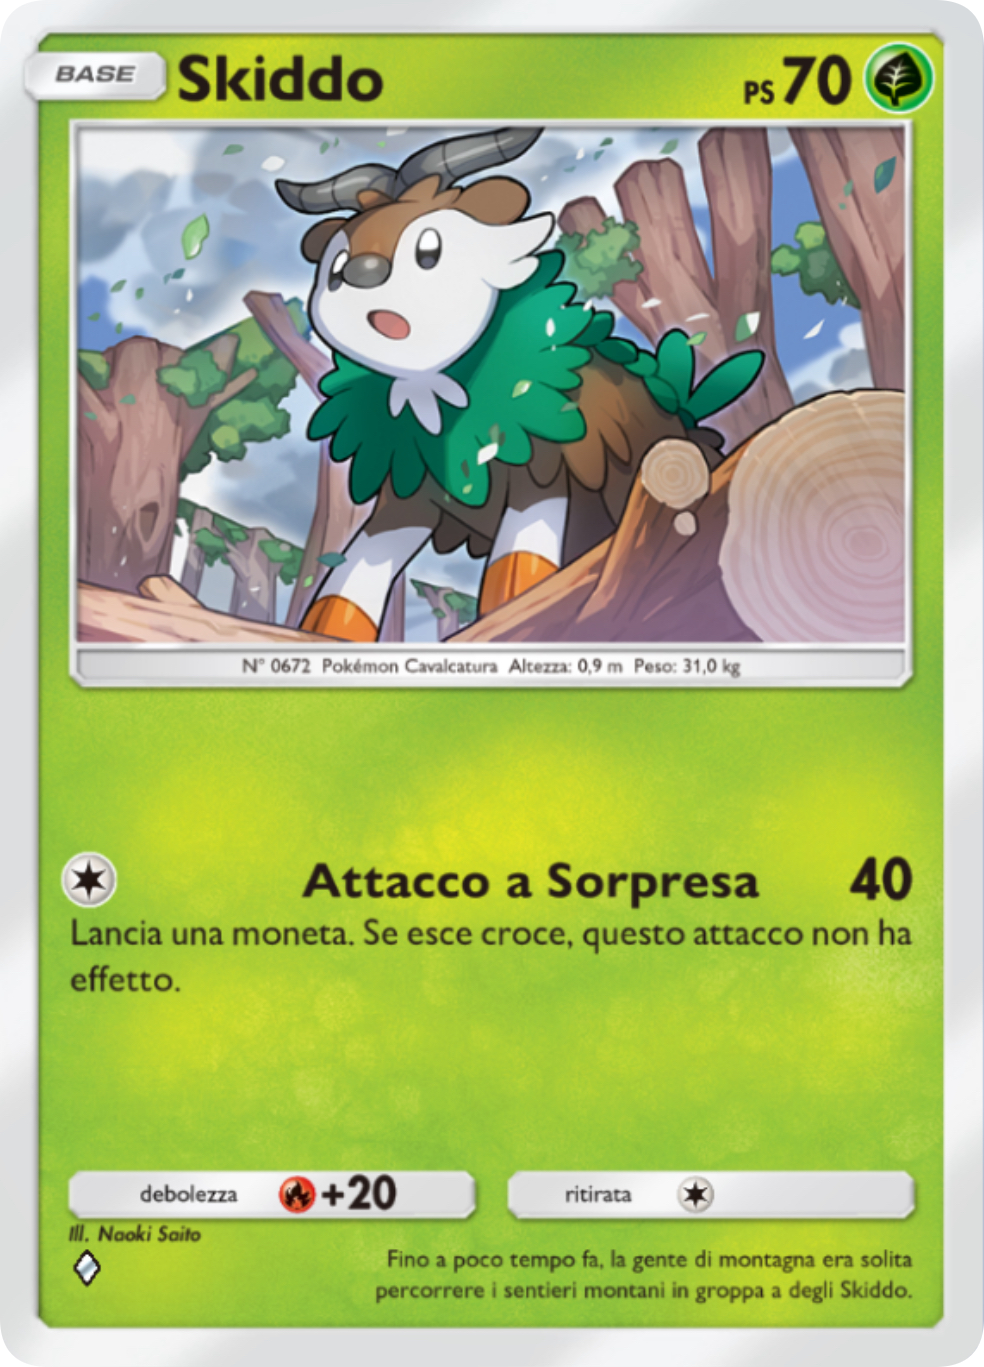 BASE Skiddo PS 70
N° 0672 Pokémon Cavalcatura Altezza: 0,9 m Peso: 31,0 kg
Attacco a Sorpresa 40
Lancia una moneta. Se esce croce, questo attacco non ha
effetto.
debolezza +20 ritirata
Ill. Naoki Saito
Fino a poco tempo fa, la gente di montagna era solita
percorrere i sentieri montani in groppa a degli Skiddo.